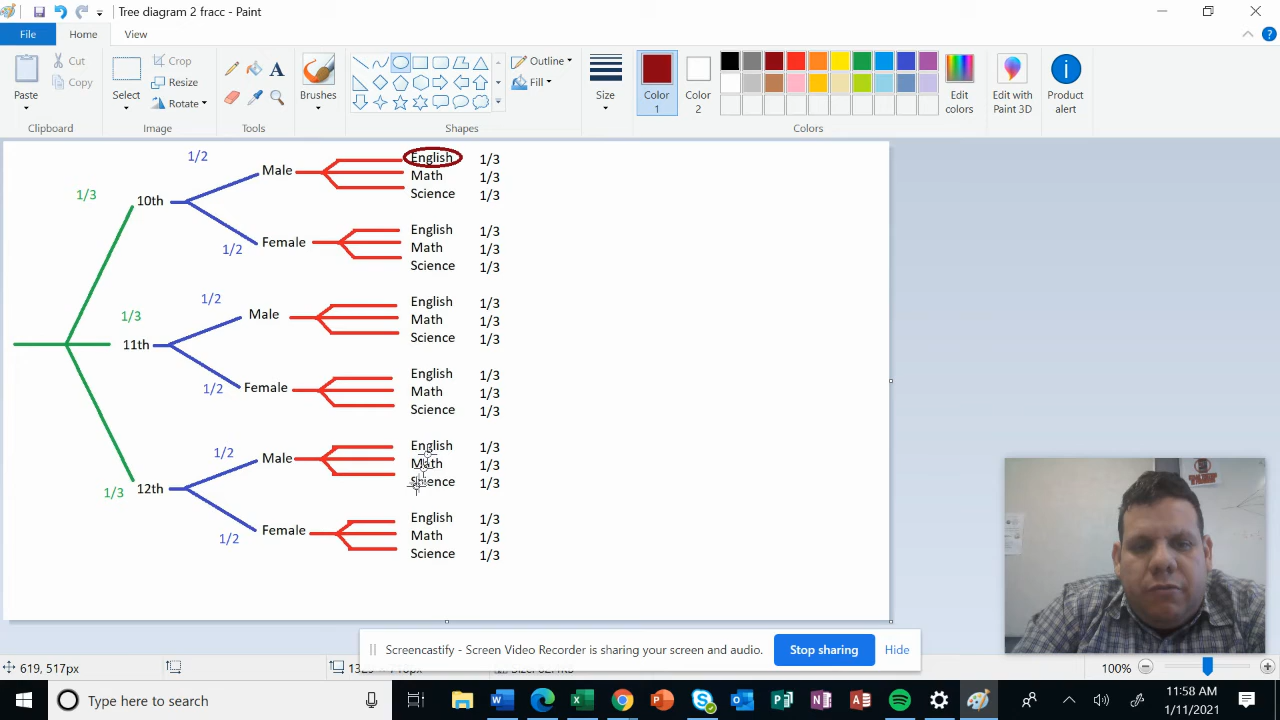 Tree diagram 2 fracc - Paint
File
Home
View
Paste
Cut
Copy
Clipboard
Select
Crop
Resize
Rotate
Image
A
Tools
Brushes
Outline
Fill
Shapes
Size
Color 1
Color 2
Edit colors
Colors
Edit with Paint 3D
Product alert
1/2
English 1/3
Male
Math 1/3
1/3
Science 1/3
10th
English 1/3
Female
Math 1/3
1/2
Science 1/3
1/2
English 1/3
1/3
Male
Math 1/3
Science 1/3
11th
English 1/3
1/2
Female
Math 1/3
Science 1/3
1/2
English 1/3
Male
Math 1/3
1/3
12th
Science 1/3
English 1/3
1/2
Female
Math 1/3
Science 1/3
Screencastify - Screen Video Recorder is sharing your screen and audio.
Stop sharing
Hide
619, 517px
100%
Type here to search
11:58 AM
1/11/2021